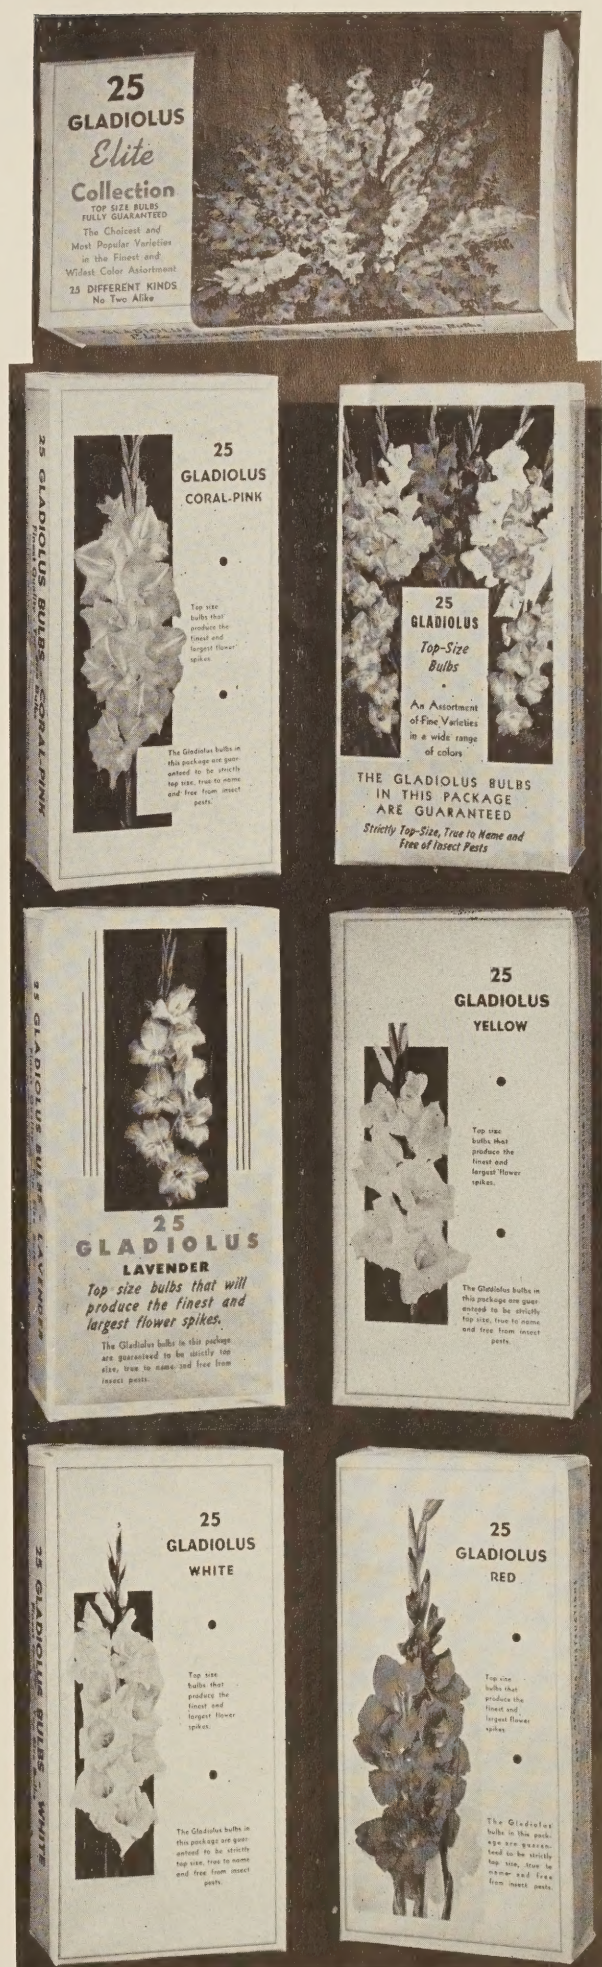 25
GLADIOLUS
Elite
Collection
TOP SIZE BULBS
FULLY GUARANTEED
The Choicest and
Most Popular Varieties
in the Finest and
Widest Color Assortment
25 DIFFERENT KINDS
No Two Alike
25 GLADIOLUS
Top Size Bulbs
25 GLADIOLUS BULBS - CORAL-PINK
25
GLADIOLUS
CORAL-PINK
Top size
bulbs that
produce the
finest and
largest flower
spikes
The Gladiolus bulbs in
this package are guar-
anteed to be strictly
top size, true to name
and free from insect
pests.
25
GLADIOLUS
Top-Size
Bulbs
An Assortment
of Fine Varieties
in a wide range
of colors
THE GLADIOLUS BULBS
IN THIS PACKAGE
ARE GUARANTEED
Strictly Top-Size, True to Name and
Free of Insect Pests
25 GLADIOLUS BULBS - LAVENDER
25
GLADIOLUS
LAVENDER
Top size bulbs that will
produce the finest and
largest flower spikes.
The Gladiolus bulbs in this package
are guaranteed to be strictly top
size, true to name and free from
insect pests.
25
GLADIOLUS
YELLOW
Top size
bulbs that
produce the
finest and
largest flower
spikes.
The Gladiolus bulbs in
this package are guar-
anteed to be strictly
top size, true to name
and free from insect
pests.
25 GLADIOLUS BULBS - WHITE
25
GLADIOLUS
WHITE
Top size
bulbs that
produce the
finest and
largest flower
spikes.
The Gladiolus bulbs in
this package are guar-
anteed to be strictly
top size, true to name
and free from insect
pests.
25
GLADIOLUS
RED
Top size
bulbs that
produce the
finest and
largest flower
spikes
The Gladiolus
bulbs in this pack-
age are guaran-
teed to be strictly
top size, true to
name and free
from insect pests.